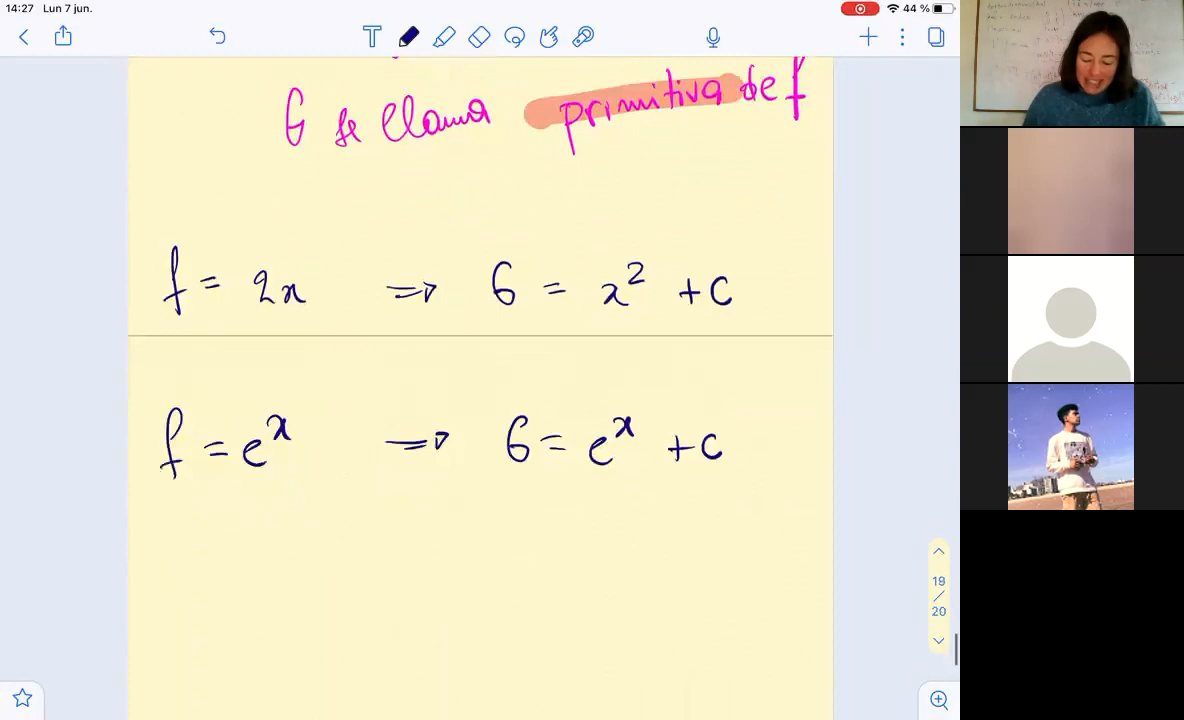 14:27 Lun 7 jun.
44 %
T
G se llama primitiva de f
f = 2x ⇒ G = x² + C
f = eˣ ⇒ G = eˣ + C
19
/
20